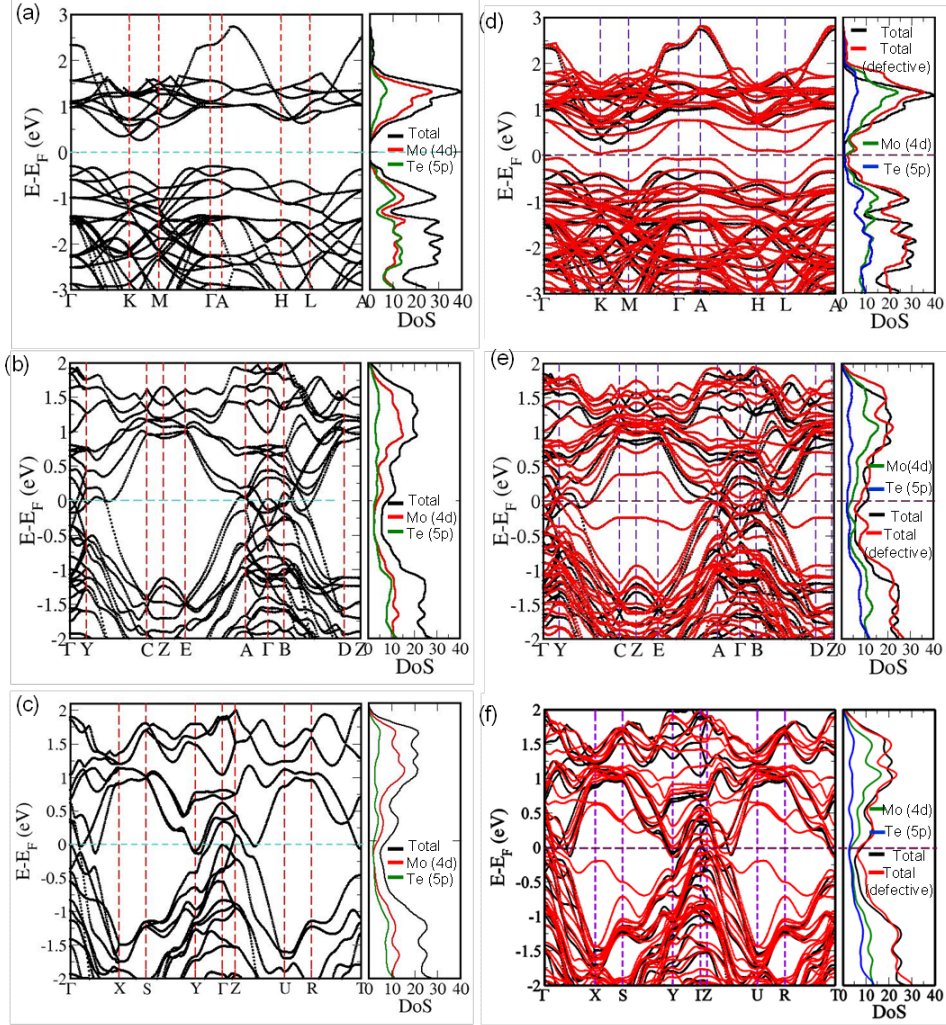 (a)
E-E_F (eV)
3
2
1
0
-1
-2
-3
Γ K M Γ A H L A
Total
Mo (4d)
Te (5p)
0 10 20 30 40
DoS
(d)
E-E_F (eV)
3
2
1
0
-1
-2
-3
Γ K M Γ A H L A
Total
Total
(defective)
Mo (4d)
Te (5p)
0 10 20 30 40
DoS
(b)
E-E_F (eV)
2
1.5
1
0.5
0
-0.5
-1
-1.5
-2
Γ Y C Z E A Γ B D Z
Total
Mo (4d)
Te (5p)
0 10 20 30 40
DoS
(e)
E-E_F (eV)
2
1.5
1
0.5
0
-0.5
-1
-1.5
-2
Γ Y C Z E A Γ B D Z
Mo(4d)
Te (5p)
Total
Total
(defective)
0 10 20 30 40
DoS
(c)
E-E_F (eV)
2
1.5
1
0.5
0
-0.5
-1
-1.5
-2
Γ X S Y Γ Z U R T
Total
Mo (4d)
Te (5p)
0 10 20 30 40
DoS
(f)
E-E_F (eV)
2
1.5
1
0.5
0
-0.5
-1
-1.5
-2
Γ X S Y Γ Z U R T
Mo (4d)
Te (5p)
Total
Total
(defective)
0 10 20 30 40
DoS